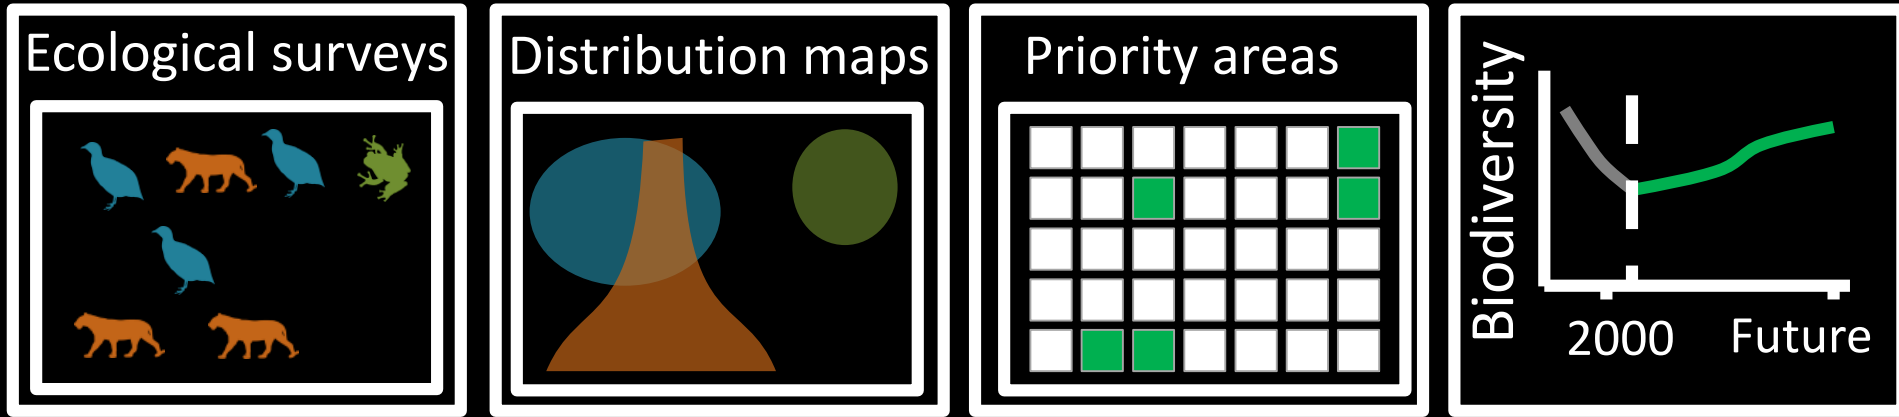 Ecological surveys
Distribution maps
Priority areas
Biodiversity
2000
Future